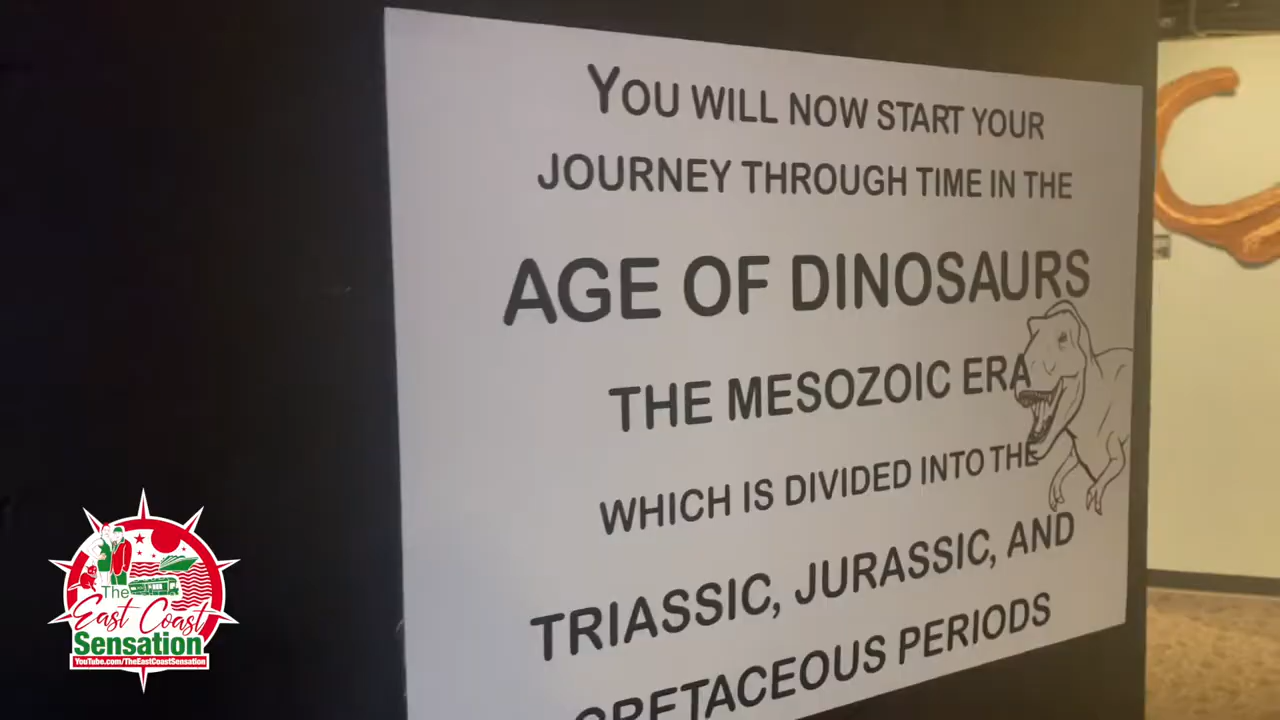 YOU WILL NOW START YOUR
JOURNEY THROUGH TIME IN THE
AGE OF DINOSAURS
THE MESOZOIC ERA
WHICH IS DIVIDED INTO THE
TRIASSIC, JURASSIC, AND
CRETACEOUS PERIODS
The
East Coast
Sensation
YouTube.com/TheEastCoastSensation